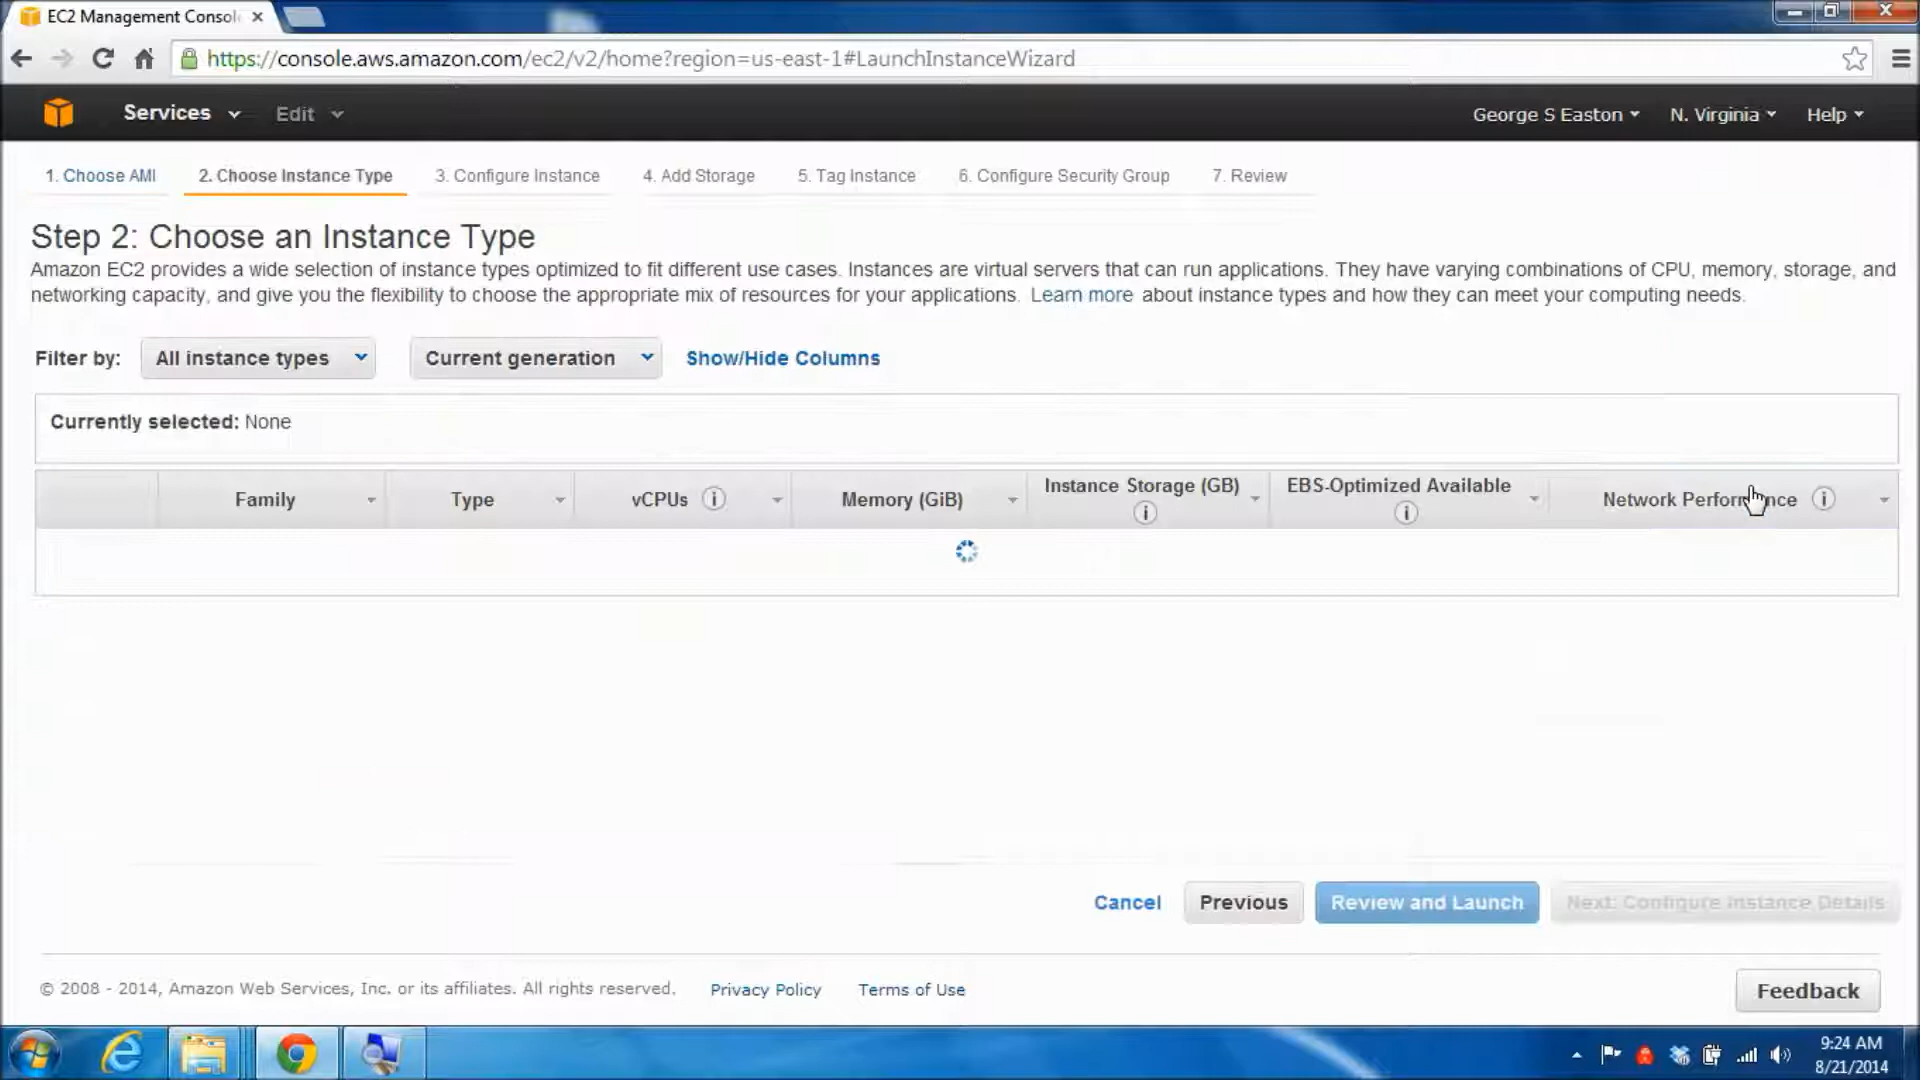 EC2 Management Consol
https://console.aws.amazon.com/ec2/v2/home?region=us-east-1#LaunchInstanceWizard
Services Edit George S Easton N. Virginia Help
1. Choose AMI 2. Choose Instance Type 3. Configure Instance 4. Add Storage 5. Tag Instance 6. Configure Security Group 7. Review
Step 2: Choose an Instance Type
Amazon EC2 provides a wide selection of instance types optimized to fit different use cases. Instances are virtual servers that can run applications. They have varying combinations of CPU, memory, storage, and
networking capacity, and give you the flexibility to choose the appropriate mix of resources for your applications. Learn more about instance types and how they can meet your computing needs.
Filter by: All instance types Current generation Show/Hide Columns
Currently selected: None
Family Type vCPUs Memory (GiB) Instance Storage (GB) EBS-Optimized Available Network Performance
Cancel Previous Review and Launch Next: Configure Instance Details
© 2008 - 2014, Amazon Web Services, Inc. or its affiliates. All rights reserved. Privacy Policy Terms of Use Feedback
9:24 AM
8/21/2014